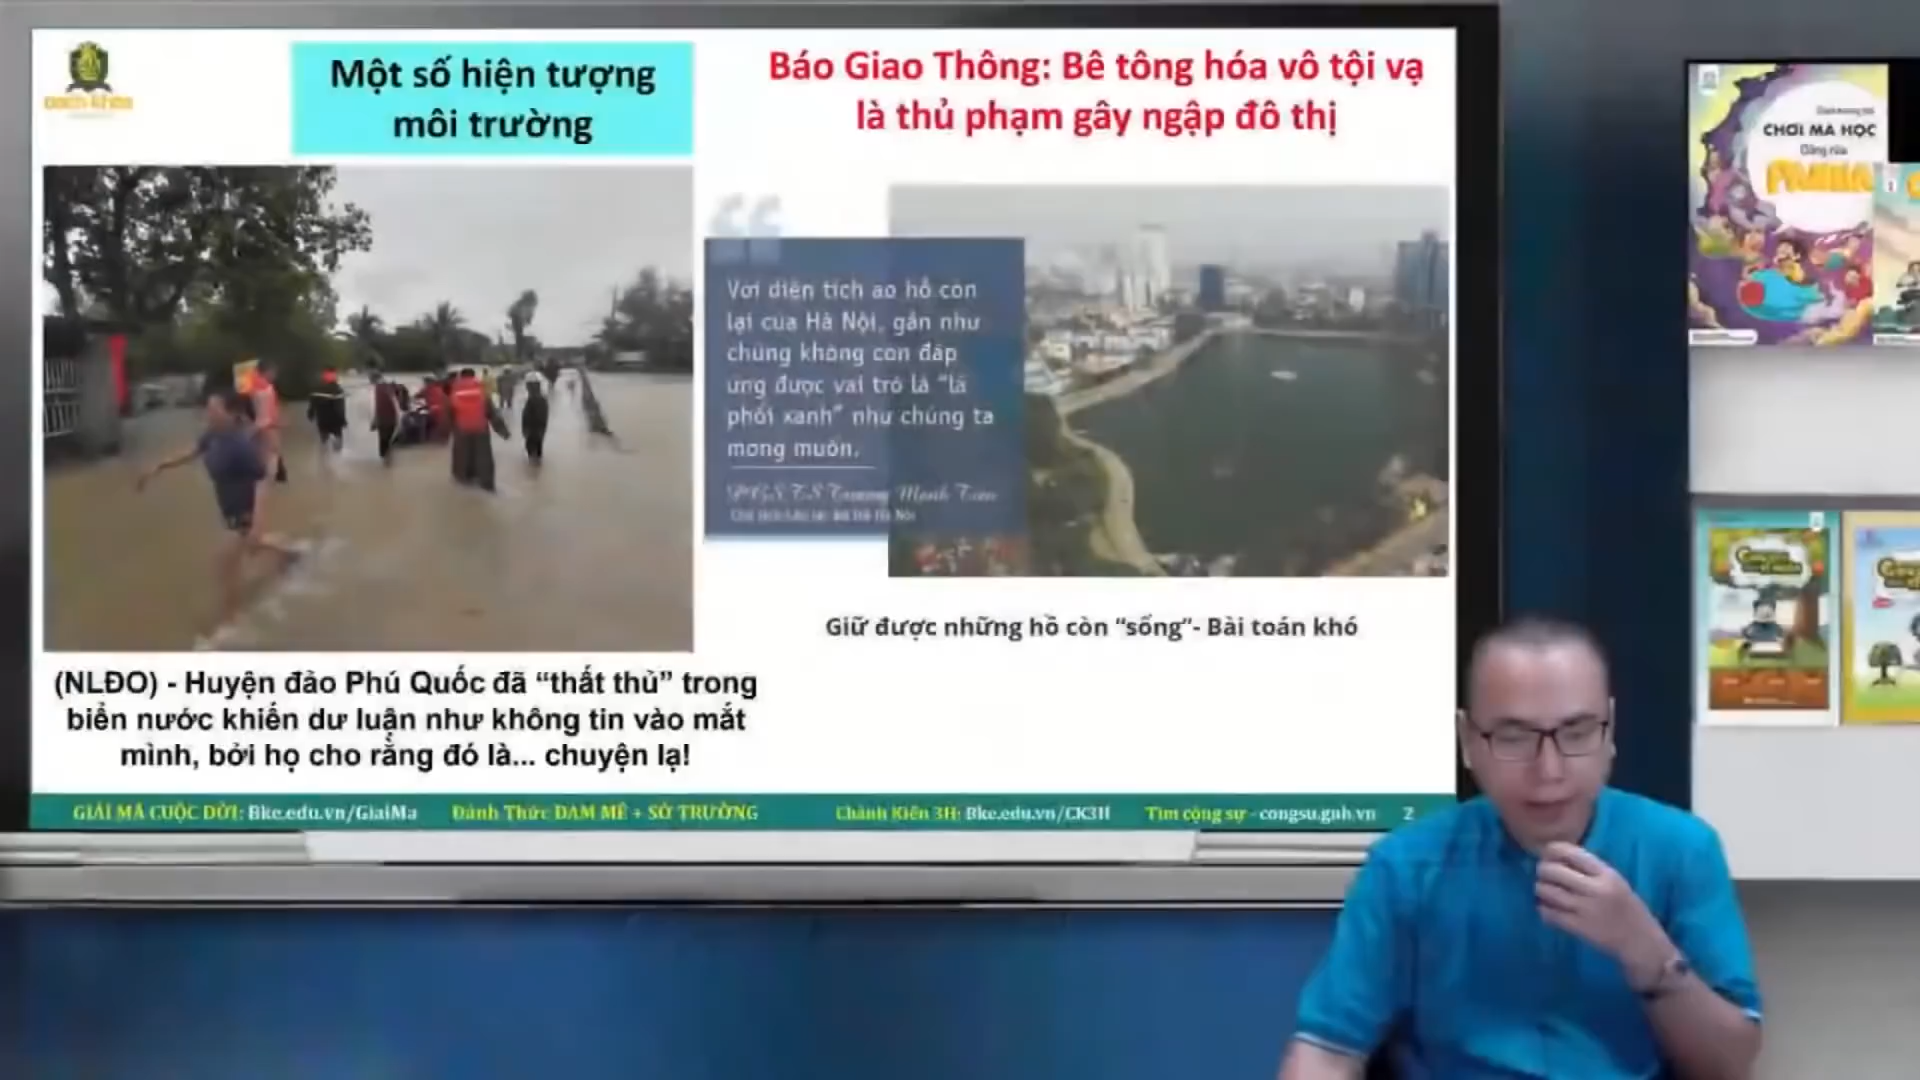 Một số hiện tượng
môi trường
Báo Giao Thông: Bê tông hóa vô tội vạ
là thủ phạm gây ngập đô thị
Với diện tích ao hồ còn
lại của Hà Nội, gần như
chúng không còn đáp
ứng được vai trò là “lá
phổi xanh” như chúng ta
mong muốn.
Giữ được những hồ còn “sống”- Bài toán khó
(NLĐO) - Huyện đảo Phú Quốc đã “thất thủ” trong
biển nước khiến dư luận như không tin vào mắt
mình, bởi họ cho rằng đó là... chuyện lạ!
GIẢI MÃ CUỘC ĐỜI: Bke.edu.vn/GiaiMa
Đánh Thức ĐAM MÊ + SỞ TRƯỜNG
Chánh Kiến 3H: Bke.edu.vn/CK3H
Tìm cộng sự - congsu.gnh.vn
2
CHƠI MÀ HỌC